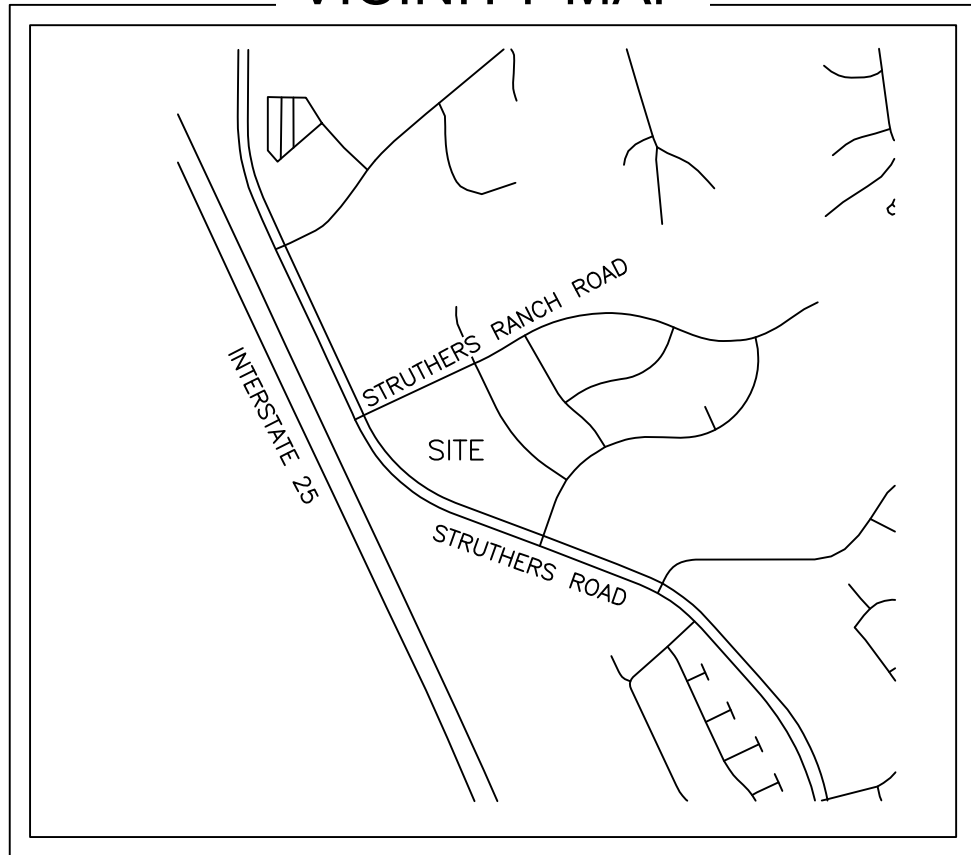 VICINITY MAP
STRUTHERS RANCH ROAD
INTERSTATE 25
SITE
STRUTHERS ROAD